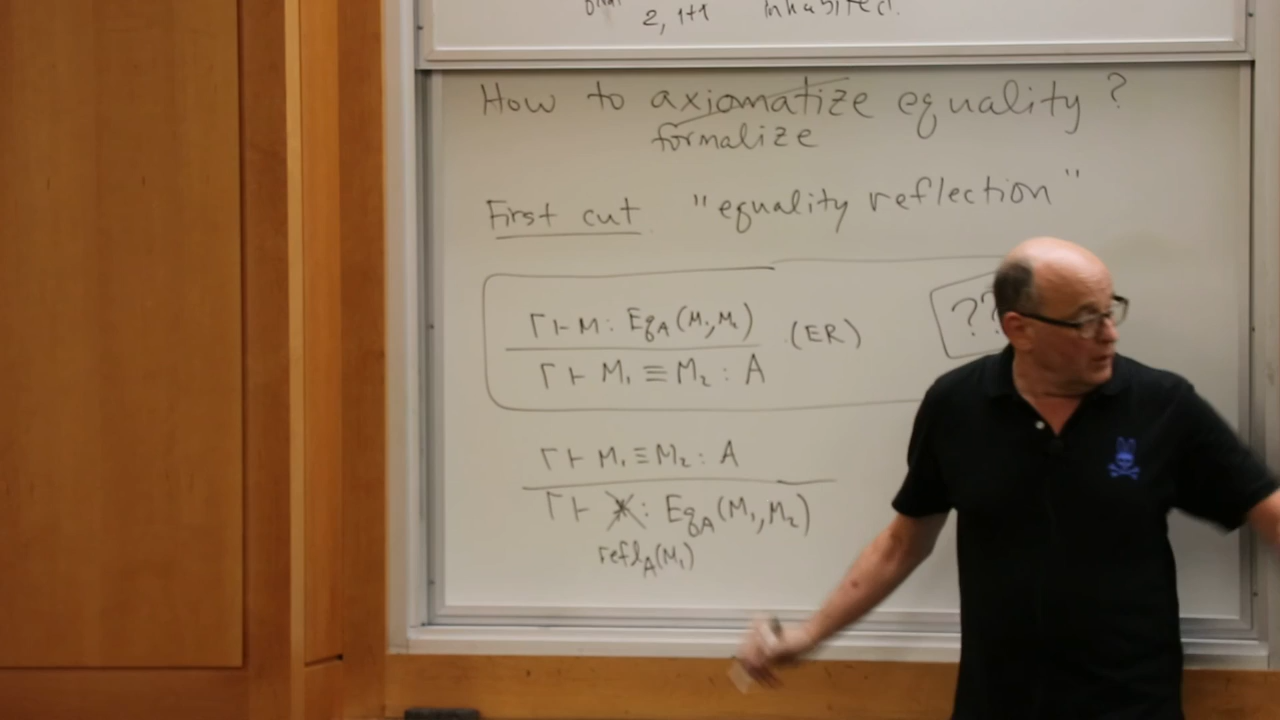 2, 1+1 inhabited.
How to axiomatize equality ?
formalize
First cut "equality reflection"
Γ ⊢ M : Eq_A (M₁, M₂)
(ER)
??
Γ ⊢ M₁ ≡ M₂ : A
Γ ⊢ M₁ ≡ M₂ : A
Γ ⊢ : Eq_A (M₁, M₂)
refl_A (M₁)